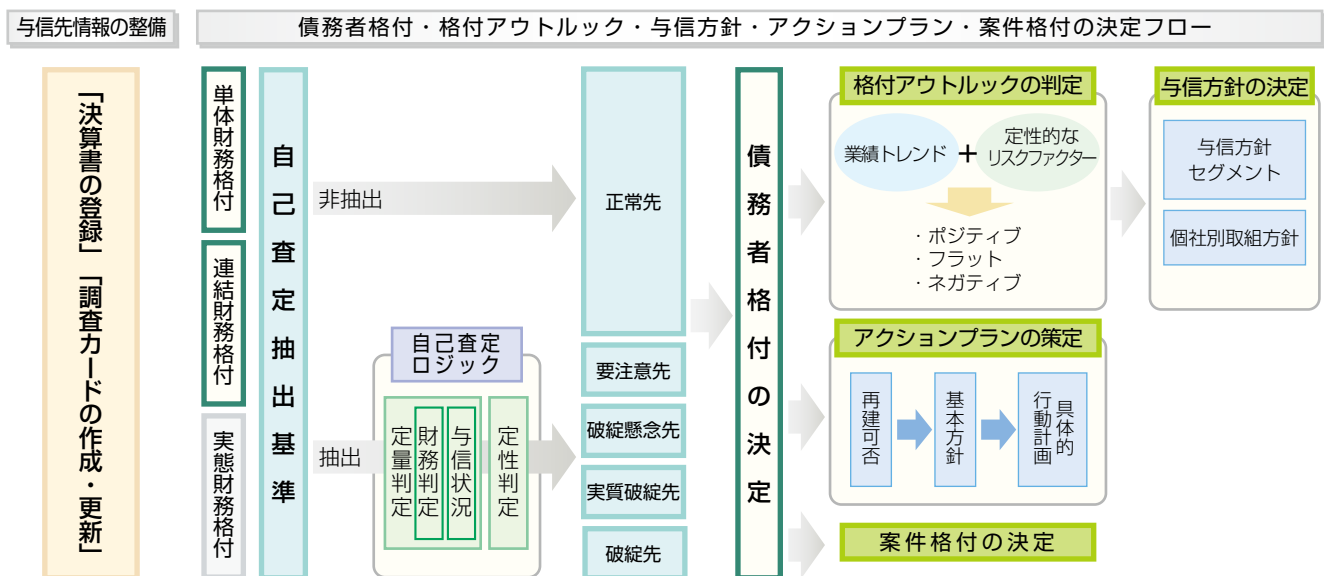 与信先情報の整備
債務者格付・格付アウトルック・与信方針・アクションプラン・案件格付の決定フロー
「決算書の登録」「調査カードの作成・更新」
単体財務格付
連結財務格付
実態財務格付
自己査定抽出基準
非抽出
抽出
自己査定
ロジック
定量判定
財務判定
与信状況
定性判定
正常先
要注意先
破綻懸念先
実質破綻先
破綻先
債務者格付の決定
格付アウトルックの判定
業績トレンド
+
定性的な
リスクファクター
・ポジティブ
・フラット
・ネガティブ
与信方針の決定
与信方針
セグメント
個社別取組方針
アクションプランの策定
再建可否
基本方針
具体的
行動計画
案件格付の決定